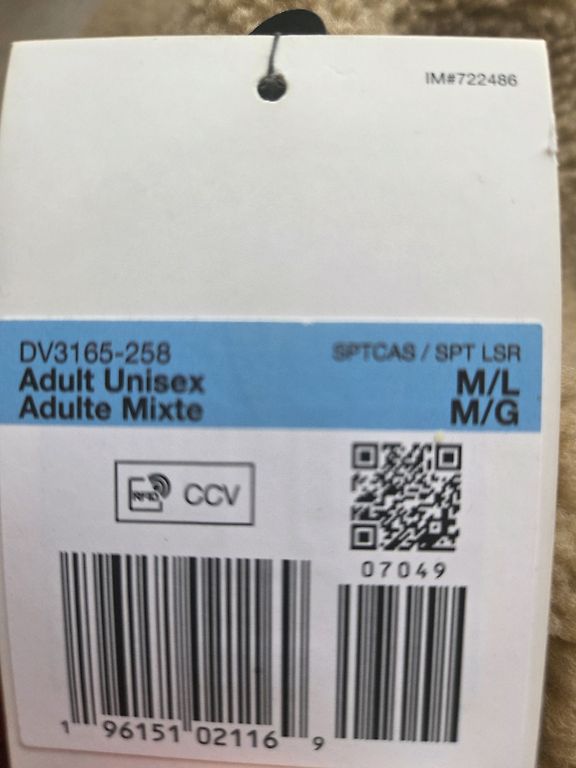 IM#722486
DV3165-258
SPTCAS / SPT LSR
Adult Unisex
M/L
Adulte Mixte
M/G
RFID CCV
07049
1 96151 02116 9